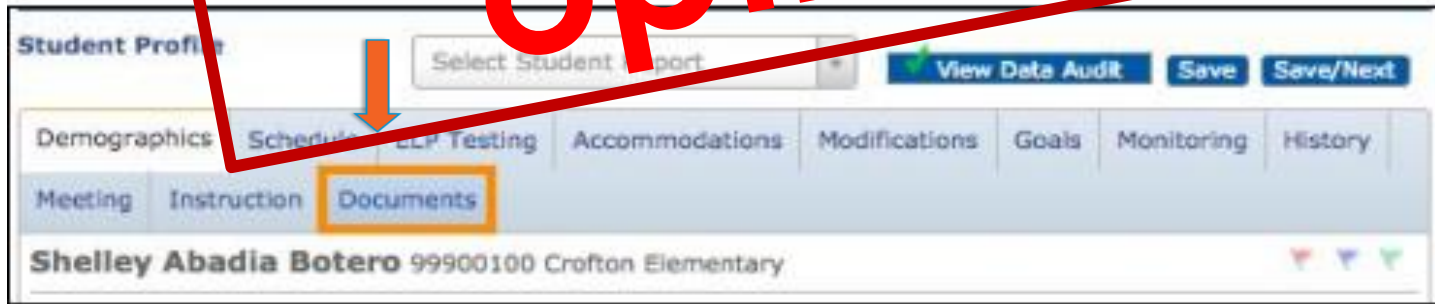 Student Profile
Select Student Report
View Data Audit
Save
Save/Next
Demographics Schedule ELP Testing Accommodations Modifications Goals Monitoring History
Meeting Instruction Documents
Shelley Abadia Botero 99900100 Crofton Elementary